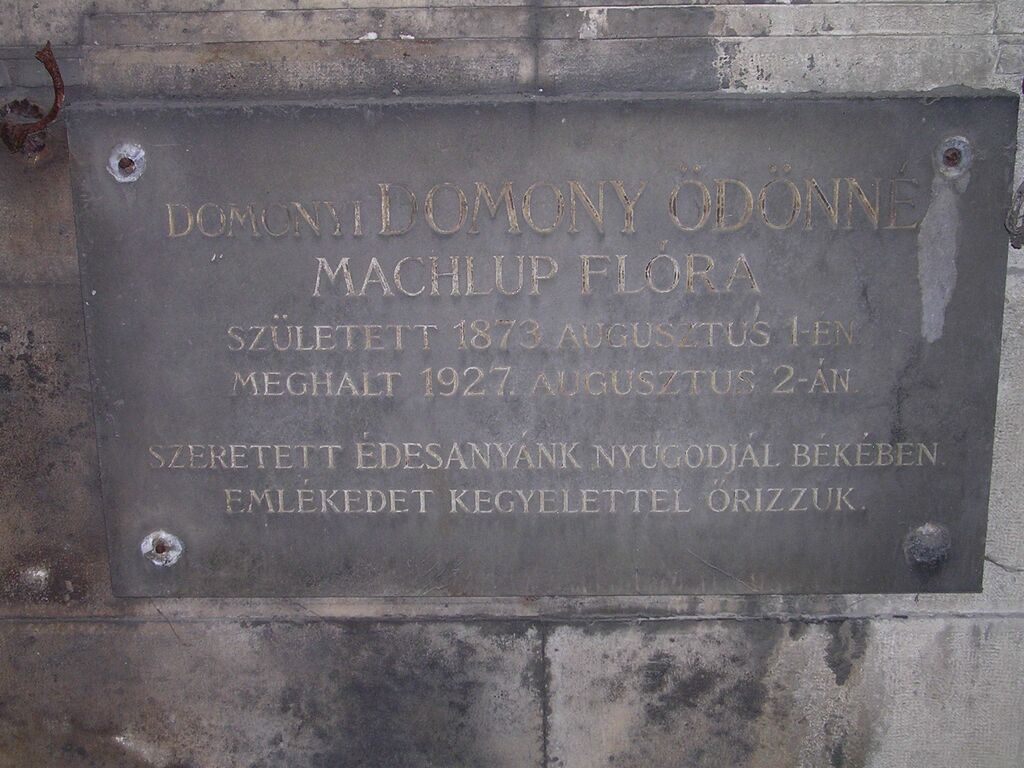 DOMONYI DOMONY ÖDÖNNÉ
MACHLUP FLÓRA
SZÜLETETT 1873. AUGUSZTUS 1-ÉN.
MEGHALT 1927. AUGUSZTUS 2-ÁN.
SZERETETT ÉDESANYÁNK NYUGODJÁL BÉKÉBEN.
EMLÉKEDET KEGYELETTEL ŐRIZZUK.